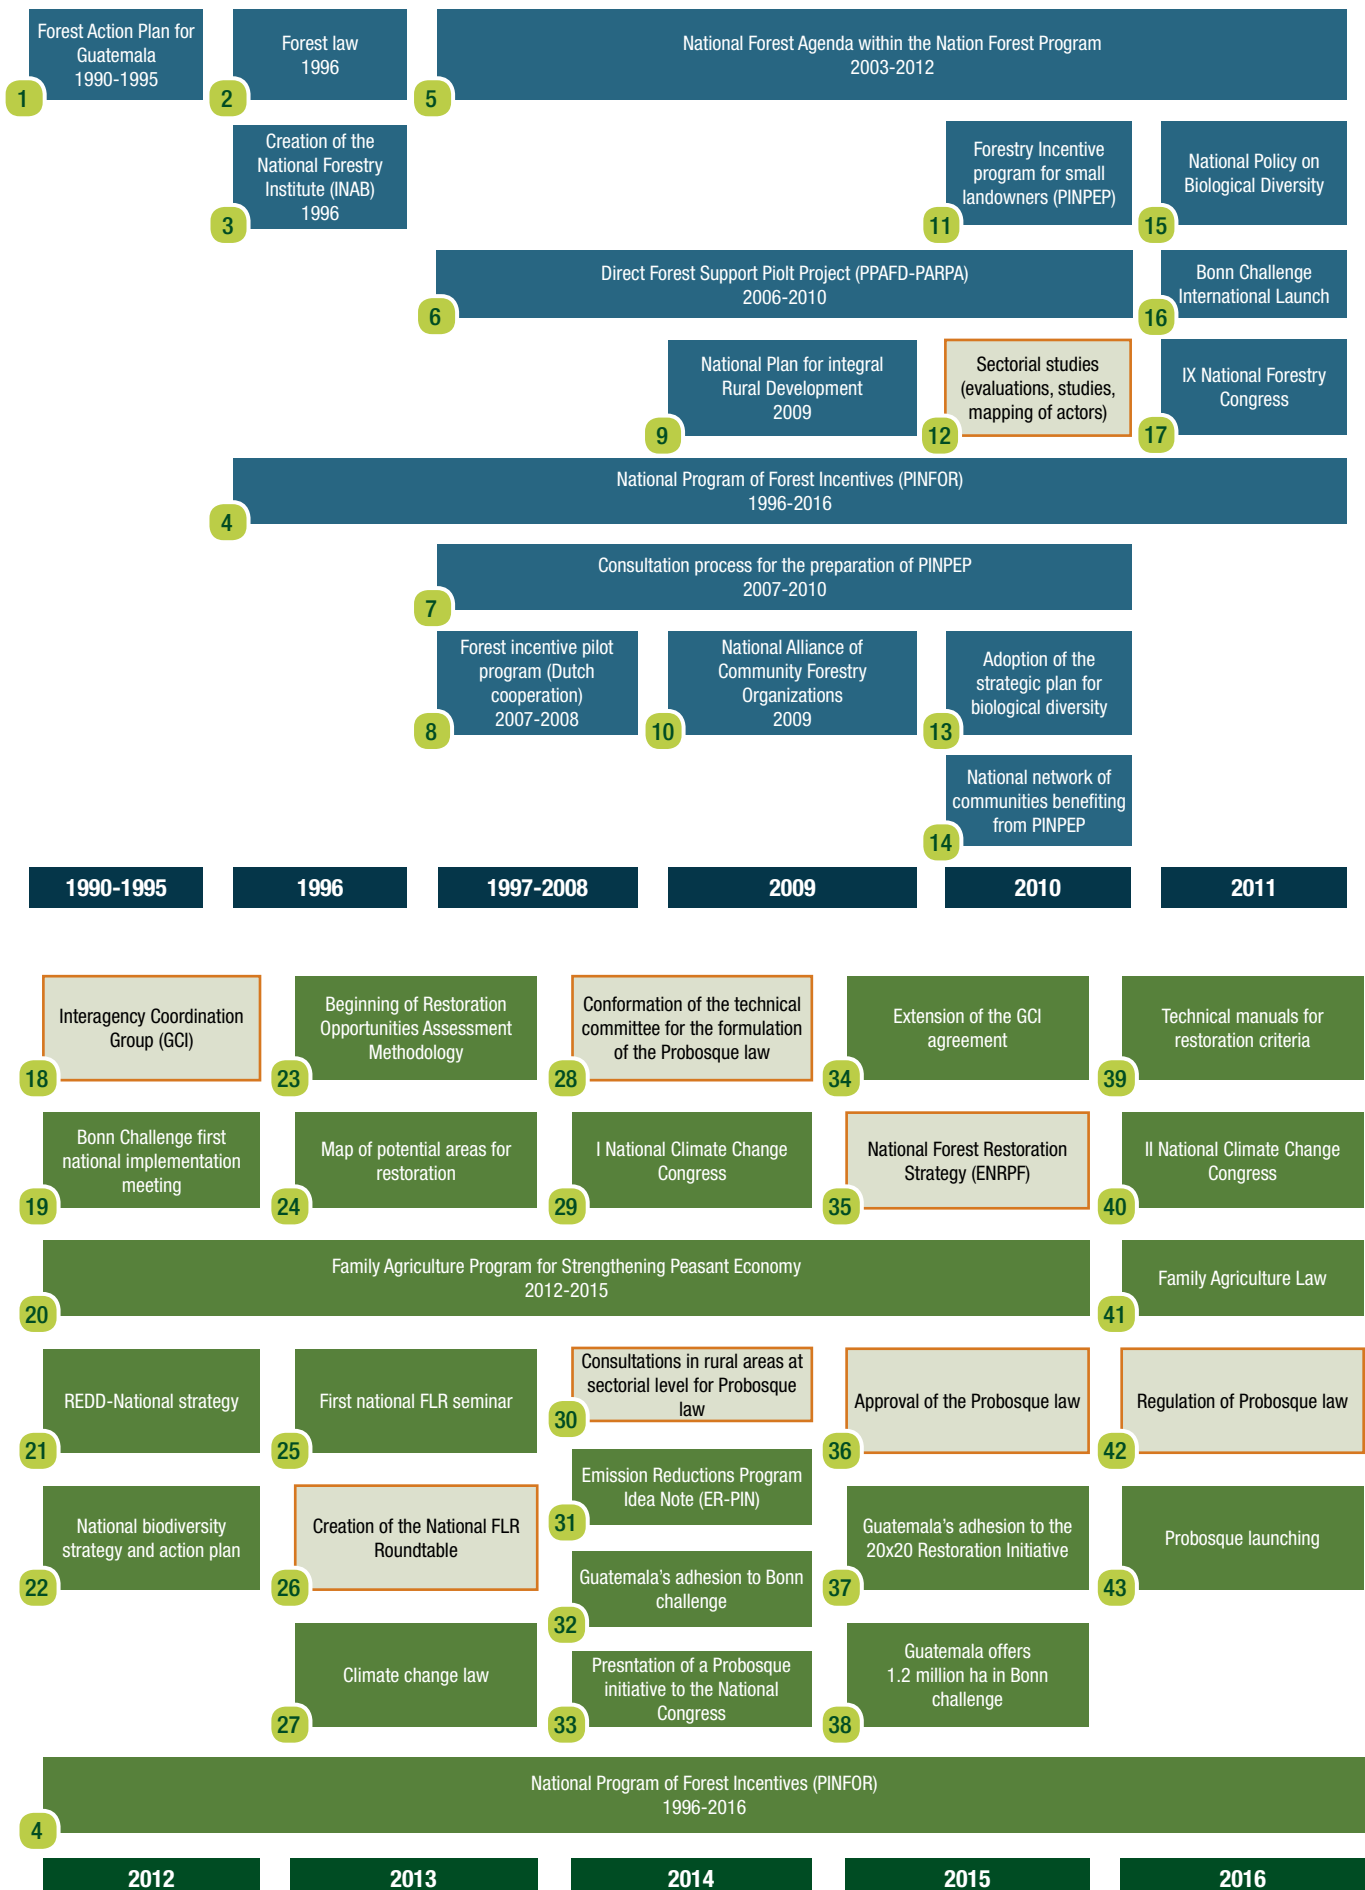 Forest Action Plan for
Guatemala
1990-1995
1
Forest law
1996
2
National Forest Agenda within the Nation Forest Program
2003-2012
5
Creation of the
National Forestry
Institute (INAB)
1996
3
Forestry Incentive
program for small
landowners (PINPEP)
11
National Policy on
Biological Diversity
15
Direct Forest Support Piolt Project (PPAFD-PARPA)
2006-2010
6
Bonn Challenge
International Launch
16
National Plan for integral
Rural Development
2009
9
Sectorial studies
(evaluations, studies,
mapping of actors)
12
IX National Forestry
Congress
17
National Program of Forest Incentives (PINFOR)
1996-2016
4
Consultation process for the preparation of PINPEP
2007-2010
7
Forest incentive pilot
program (Dutch
cooperation)
2007-2008
8
National Alliance of
Community Forestry
Organizations
2009
10
Adoption of the
strategic plan for
biological diversity
13
National network of
communities benefiting
from PINPEP
14
1990-1995
1996
1997-2008
2009
2010
2011
Interagency Coordination
Group (GCI)
18
Beginning of Restoration
Opportunities Assessment
Methodology
23
Conformation of the technical
committee for the formulation
of the Probosque law
28
Extension of the GCI
agreement
34
Technical manuals for
restoration criteria
39
Bonn Challenge first
national implementation
meeting
19
Map of potential areas for
restoration
24
I National Climate Change
Congress
29
National Forest Restoration
Strategy (ENRPF)
35
II National Climate Change
Congress
40
Family Agriculture Program for Strengthening Peasant Economy
2012-2015
20
Family Agriculture Law
41
REDD-National strategy
21
First national FLR seminar
25
Consultations in rural areas at
sectorial level for Probosque
law
30
Approval of the Probosque law
36
Regulation of Probosque law
42
Emission Reductions Program
Idea Note (ER-PIN)
31
National biodiversity
strategy and action plan
22
Creation of the National FLR
Roundtable
26
Guatemala's adhesion to Bonn
challenge
32
Guatemala's adhesion to the
20x20 Restoration Initiative
37
Probosque launching
43
Climate change law
27
Presntation of a Probosque
initiative to the National
Congress
33
Guatemala offers
1.2 million ha in Bonn
challenge
38
National Program of Forest Incentives (PINFOR)
1996-2016
4
2012
2013
2014
2015
2016